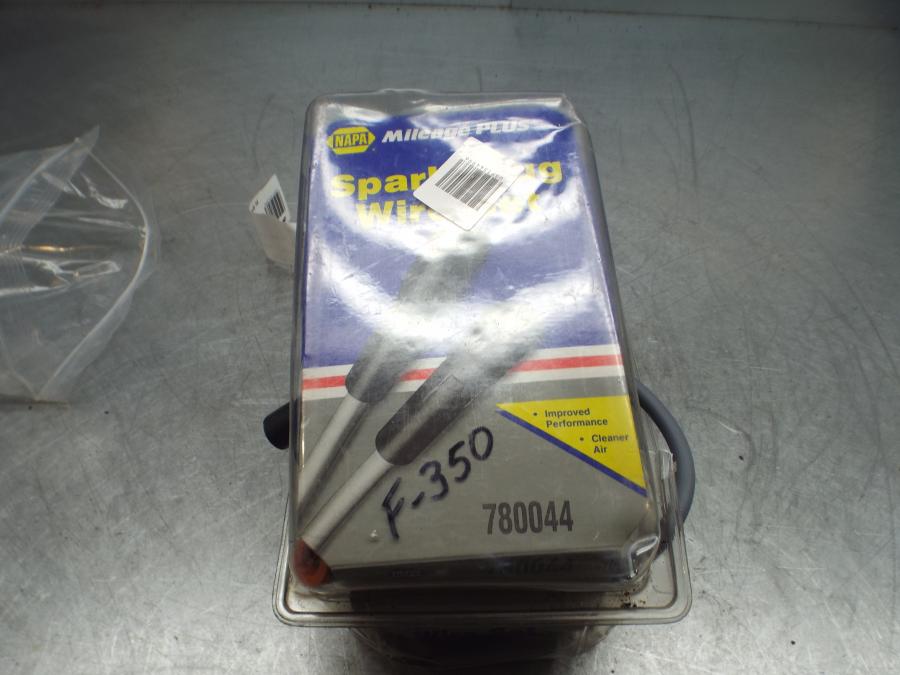 NAPA Mileage PLUS
Spark Plug
Wire Set
• Improved
Performance
• Cleaner
Air
F-350
780044